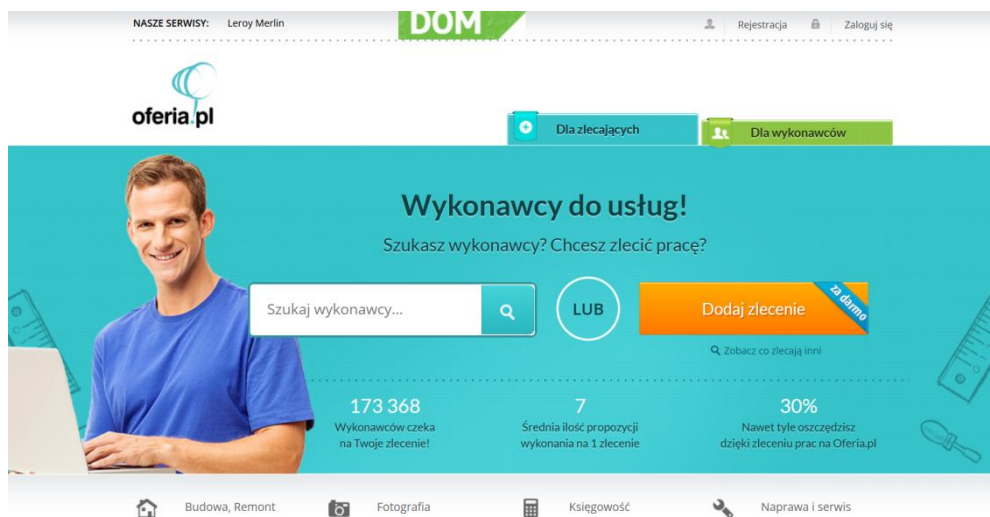 NASZE SERWISY: Leroy Merlin DOM Rejestracja Zaloguj się
oferia.pl
Dla zlecających Dla wykonawców
Wykonawcy do usług!
Szukasz wykonawcy? Chcesz zlecić pracę?
Szukaj wykonawcy... LUB Dodaj zlecenie za darmo
Zobacz co zlecają inni
173 368 7 30%
Wykonawców czeka Średnia ilość propozycji Nawet tyle oszczędzisz
na Twoje zlecenie! wykonania na 1 zlecenie dzięki zleceniu prac na Oferia.pl
Budowa, Remont Fotografia Księgowość Naprawa i serwis